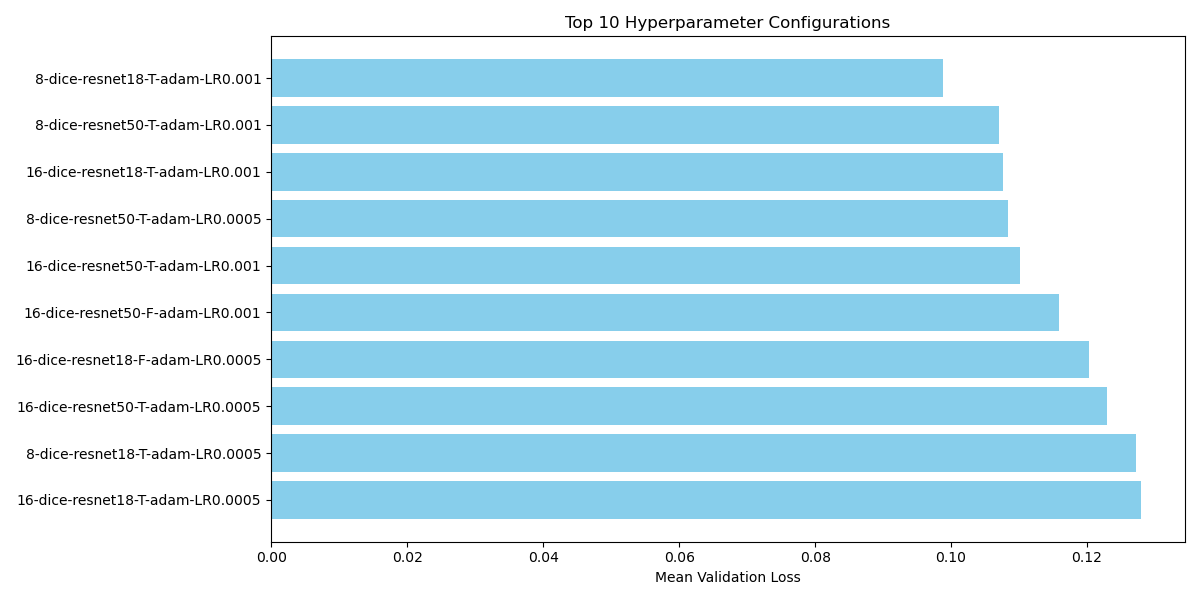 Top 10 Hyperparameter Configurations
8-dice-resnet18-T-adam-LR0.001
8-dice-resnet50-T-adam-LR0.001
16-dice-resnet18-T-adam-LR0.001
8-dice-resnet50-T-adam-LR0.0005
16-dice-resnet50-T-adam-LR0.001
16-dice-resnet50-F-adam-LR0.001
16-dice-resnet18-F-adam-LR0.0005
16-dice-resnet50-T-adam-LR0.0005
8-dice-resnet18-T-adam-LR0.0005
16-dice-resnet18-T-adam-LR0.0005
0.00 0.02 0.04 0.06 0.08 0.10 0.12
Mean Validation Loss